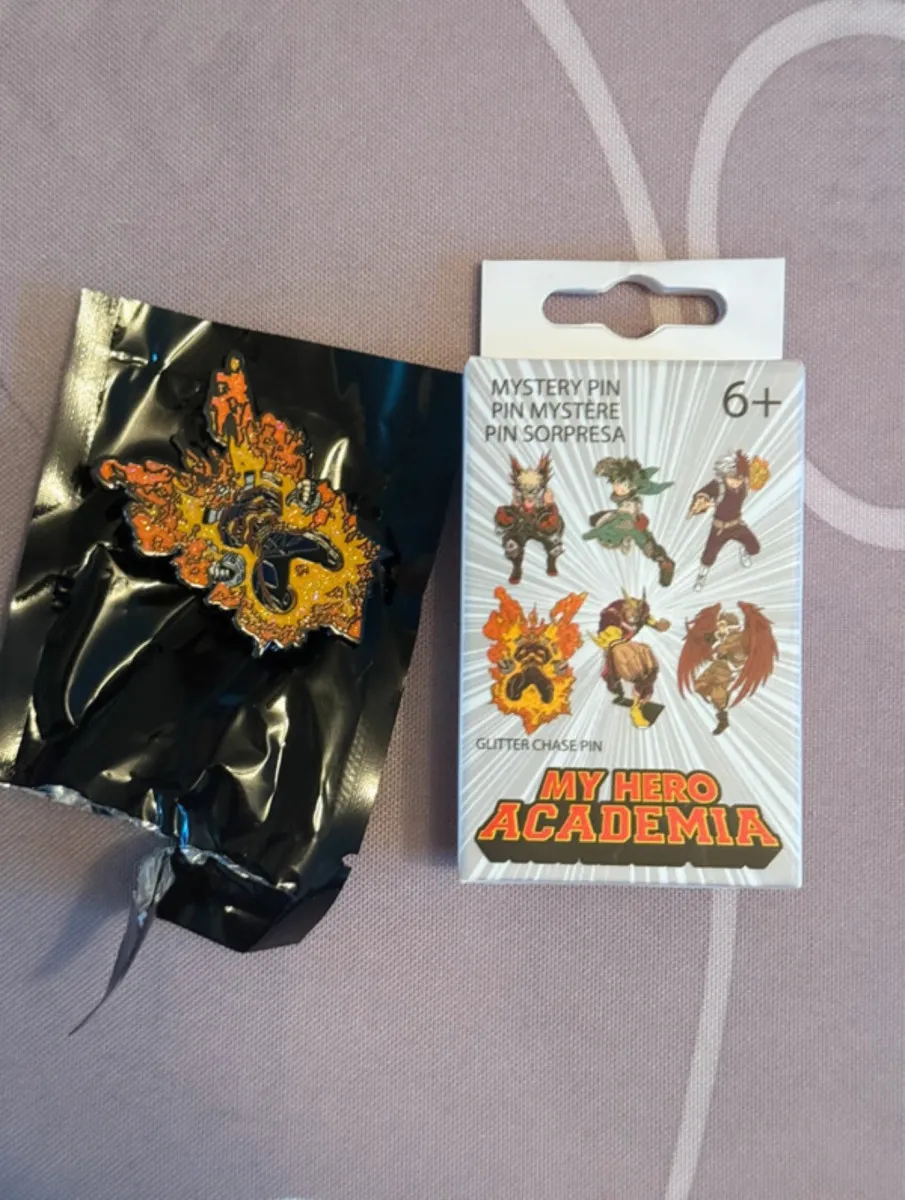 MYSTERY PIN
PIN MYSTÈRE
PIN SORPRESA
6+
GLITTER CHASE PIN
MY HERO
ACADEMIA